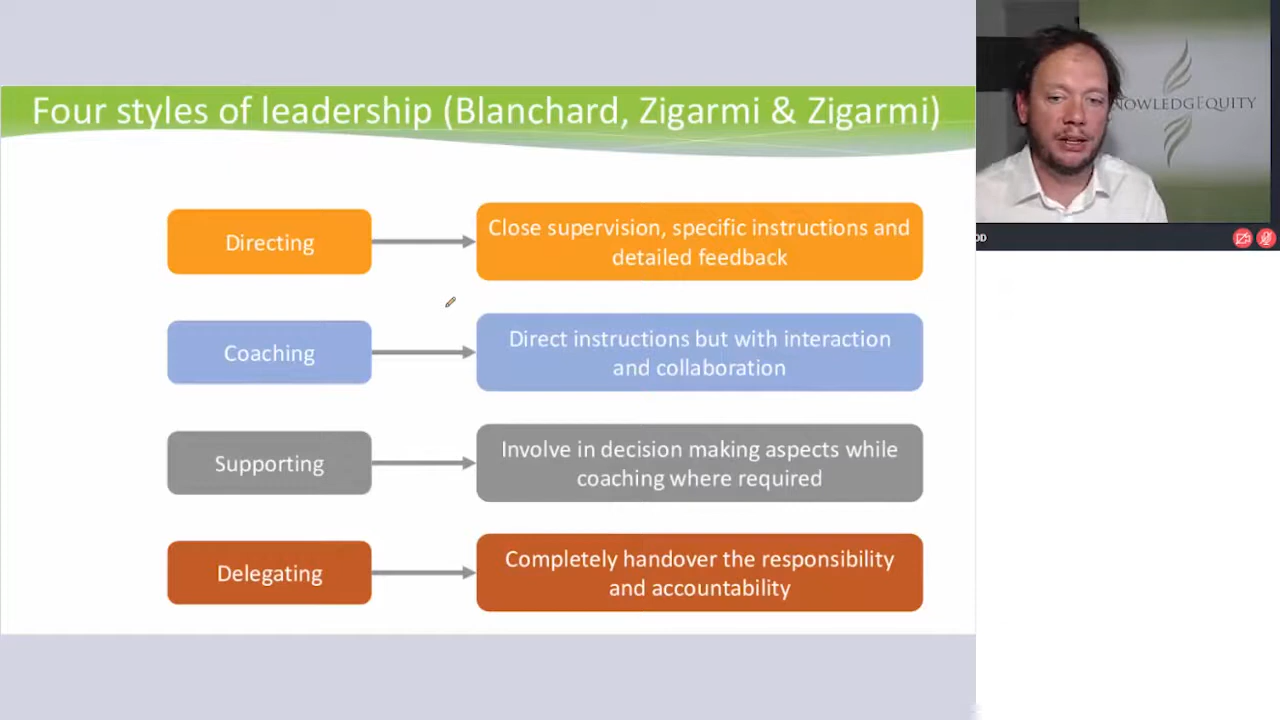 Four styles of leadership (Blanchard, Zigarmi & Zigarmi)
Directing
Close supervision, specific instructions and
detailed feedback
Coaching
Direct instructions but with interaction
and collaboration
Supporting
Involve in decision making aspects while
coaching where required
Delegating
Completely handover the responsibility
and accountability
NOWLEDGEQUITY
OD